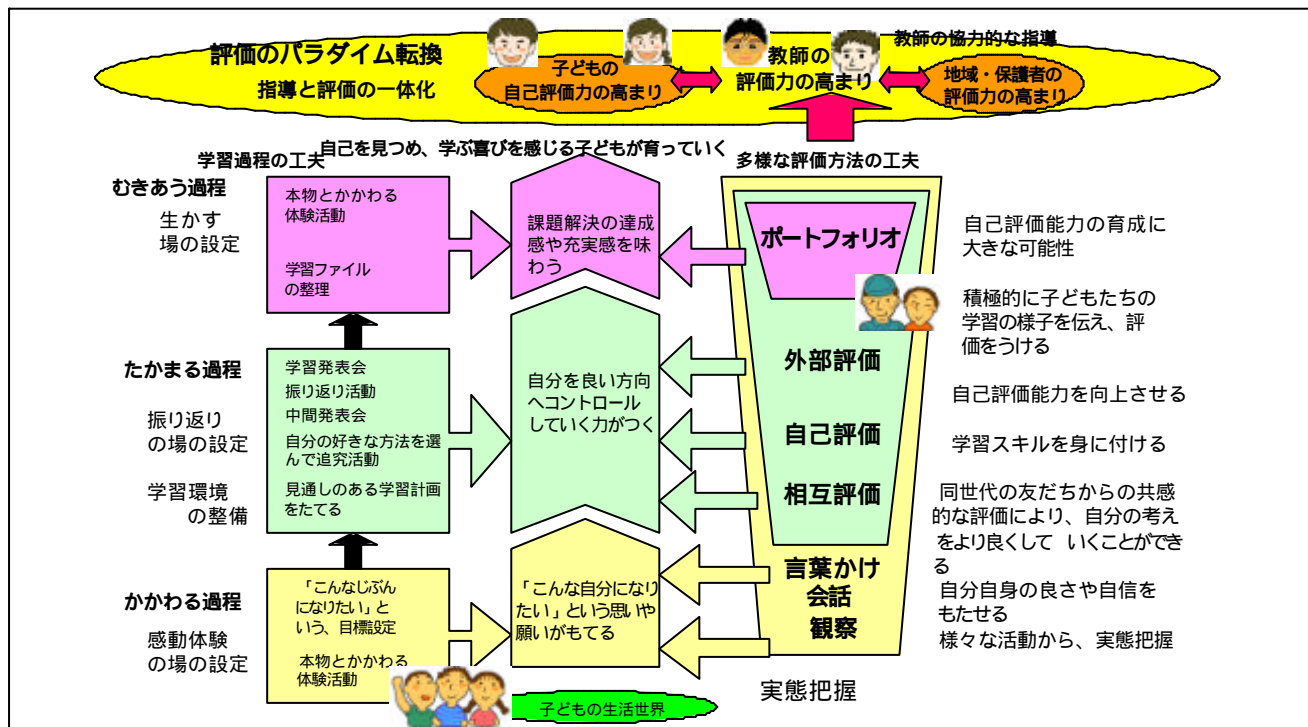 評価のパラダイム転換
指導と評価の一体化
子どもの
自己評価力の高まり
教師の
評価力の高まり
教師の協力的な指導
地域・保護者の
評価力の高まり
学習過程の工夫
自己を見つめ、学ぶ喜びを感じる子どもが育っていく
多様な評価方法の工夫
むきあう過程
生かす
場の設定
本物とかかわる
体験活動
学習ファイル
の整理
課題解決の達成
感や充実感を味
わう
ポートフォリオ
自己評価能力の育成に
大きな可能性
積極的に子どもたちの
学習の様子を伝え、評
価をうける
たかまる過程
振り返り
の場の設定
学習環境
の整備
学習発表会
振り返り活動
中間発表会
自分の好きな方法を選
んで追究活動
見通しのある学習計画
をたてる
自分を良い方向
へコントロール
していく力がつく
外部評価
自己評価
相互評価
自己評価能力を向上させる
学習スキルを身に付ける
同世代の友だちからの共感
的な評価により、自分の考え
をより良くして いくことができ
る
かかわる過程
感動体験
の場の設定
「こんなじぶん
になりたい」と
いう、目標設定
本物とかかわる
体験活動
「こんな自分になり
たい」という思いや
願いがもてる
言葉かけ
会話
観察
自分自身の良さや自信を
もたせる
様々な活動から、実態把握
実態把握
子どもの生活世界